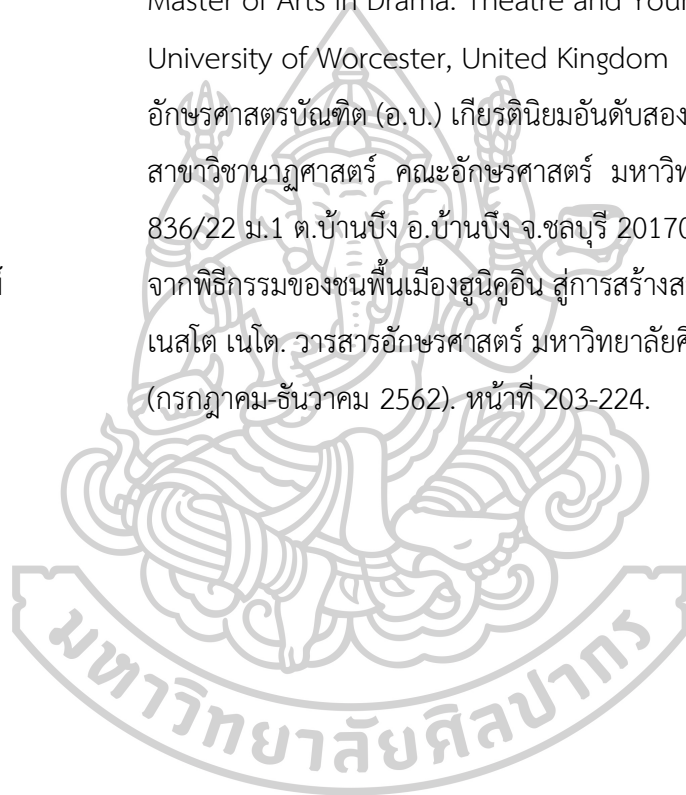 Master of Arts in Drama: Theatre and Youn
University of Worcester, United Kingdom
อักษรศาสตรบัณฑิต (อ.บ.) เกียรตินิยมอันดับสอง
สาขาวิชานาฏศาสตร์ คณะอักษรศาสตร์ มหาวิท
836/22 ม.1 ต.บ้านบึง อ.บ้านบึง จ.ชลบุรี 20170
จากพิธีกรรมของชนพื้นเมืองฮูนิคูอิน สู่การสร้างส
เนสโต เนโต. วารสารอักษรศาสตร์ มหาวิทยาลัยศิ
(กรกฎาคม-ธันวาคม 2562). หน้าที่ 203-224.
มหาวิทยาลัยศิลปากร